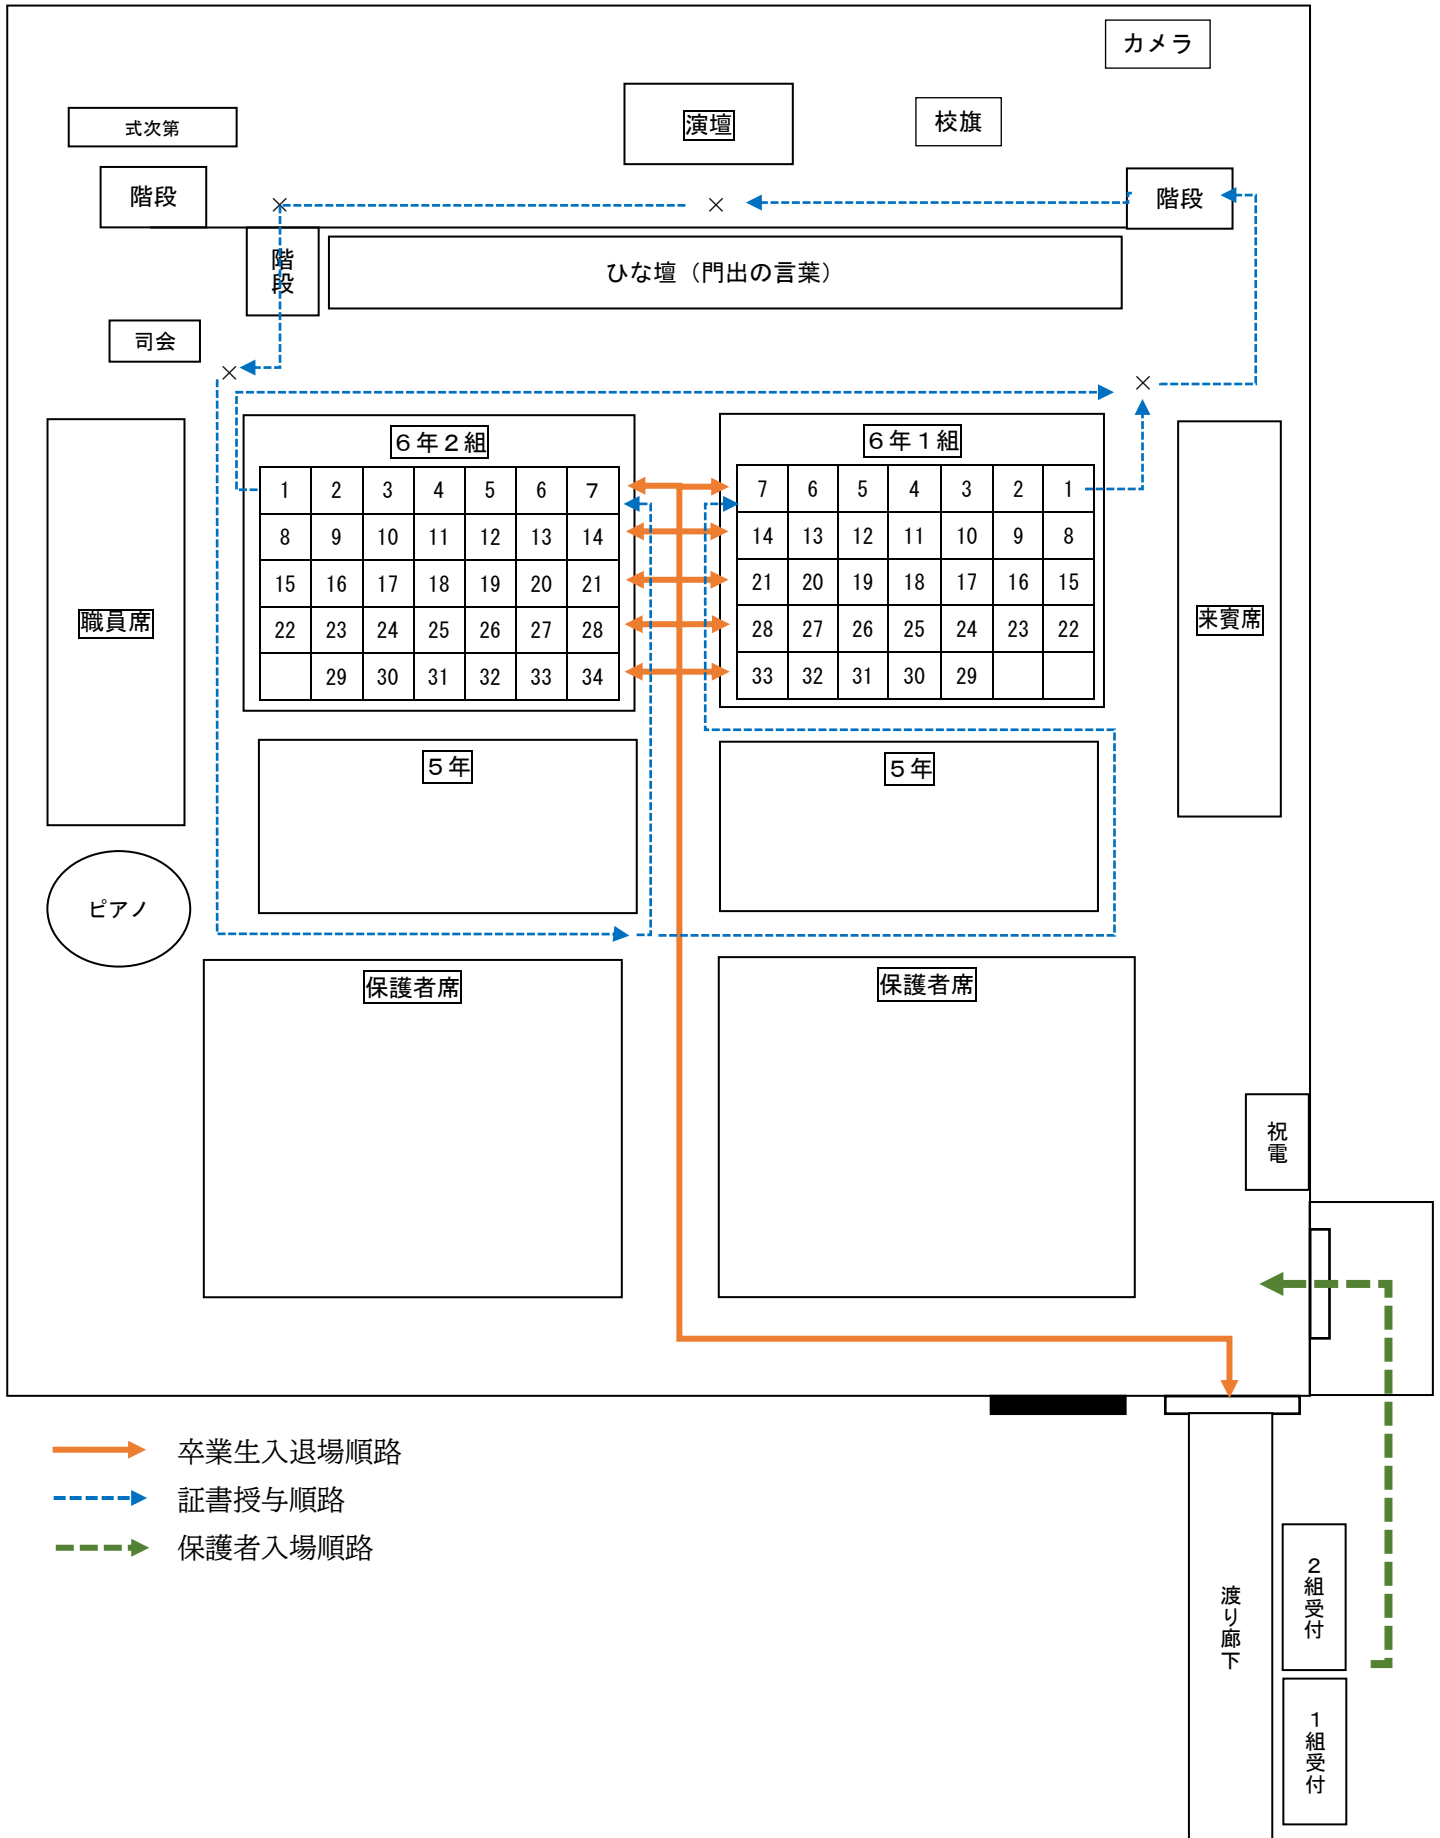 カメラ
式次第
演壇
校旗
階段
×
×
階段
階段
ひな壇（門出の言葉）
司会
×
×
６年２組
1 2 3 4 5 6 7
8 9 10 11 12 13 14
15 16 17 18 19 20 21
22 23 24 25 26 27 28
29 30 31 32 33 34
６年１組
7 6 5 4 3 2 1
14 13 12 11 10 9 8
21 20 19 18 17 16 15
28 27 26 25 24 23 22
33 32 31 30 29
職員席
来賓席
５年
５年
ピアノ
保護者席
保護者席
祝電
卒業生入退場順路
証書授与順路
保護者入場順路
渡り廊下
２組受付
１組受付